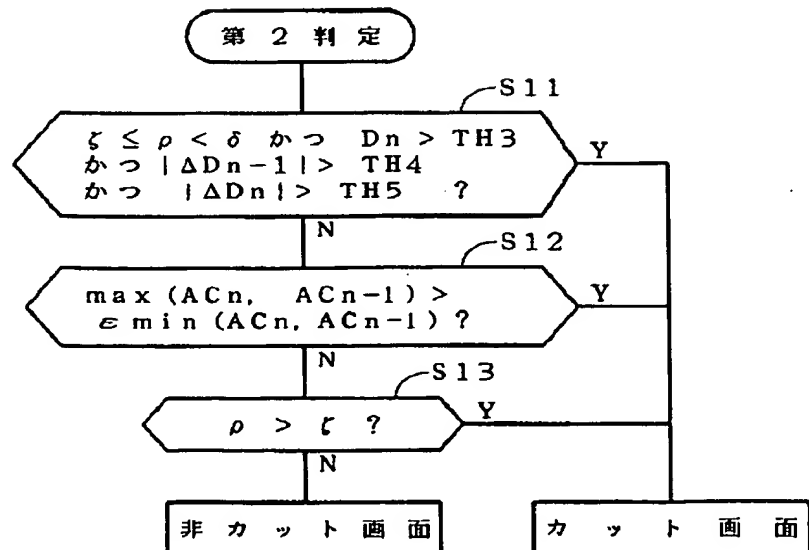 第2判定
S11
ζ ≤ ρ < δ かつ Dn > TH3
かつ |ΔDn-1| > TH4
かつ |ΔDn| > TH5 ?
Y
N
S12
max (ACn, ACn-1) >
ε min (ACn, ACn-1) ?
Y
N
S13
ρ > ζ ?
Y
N
非カット画面
カット画面